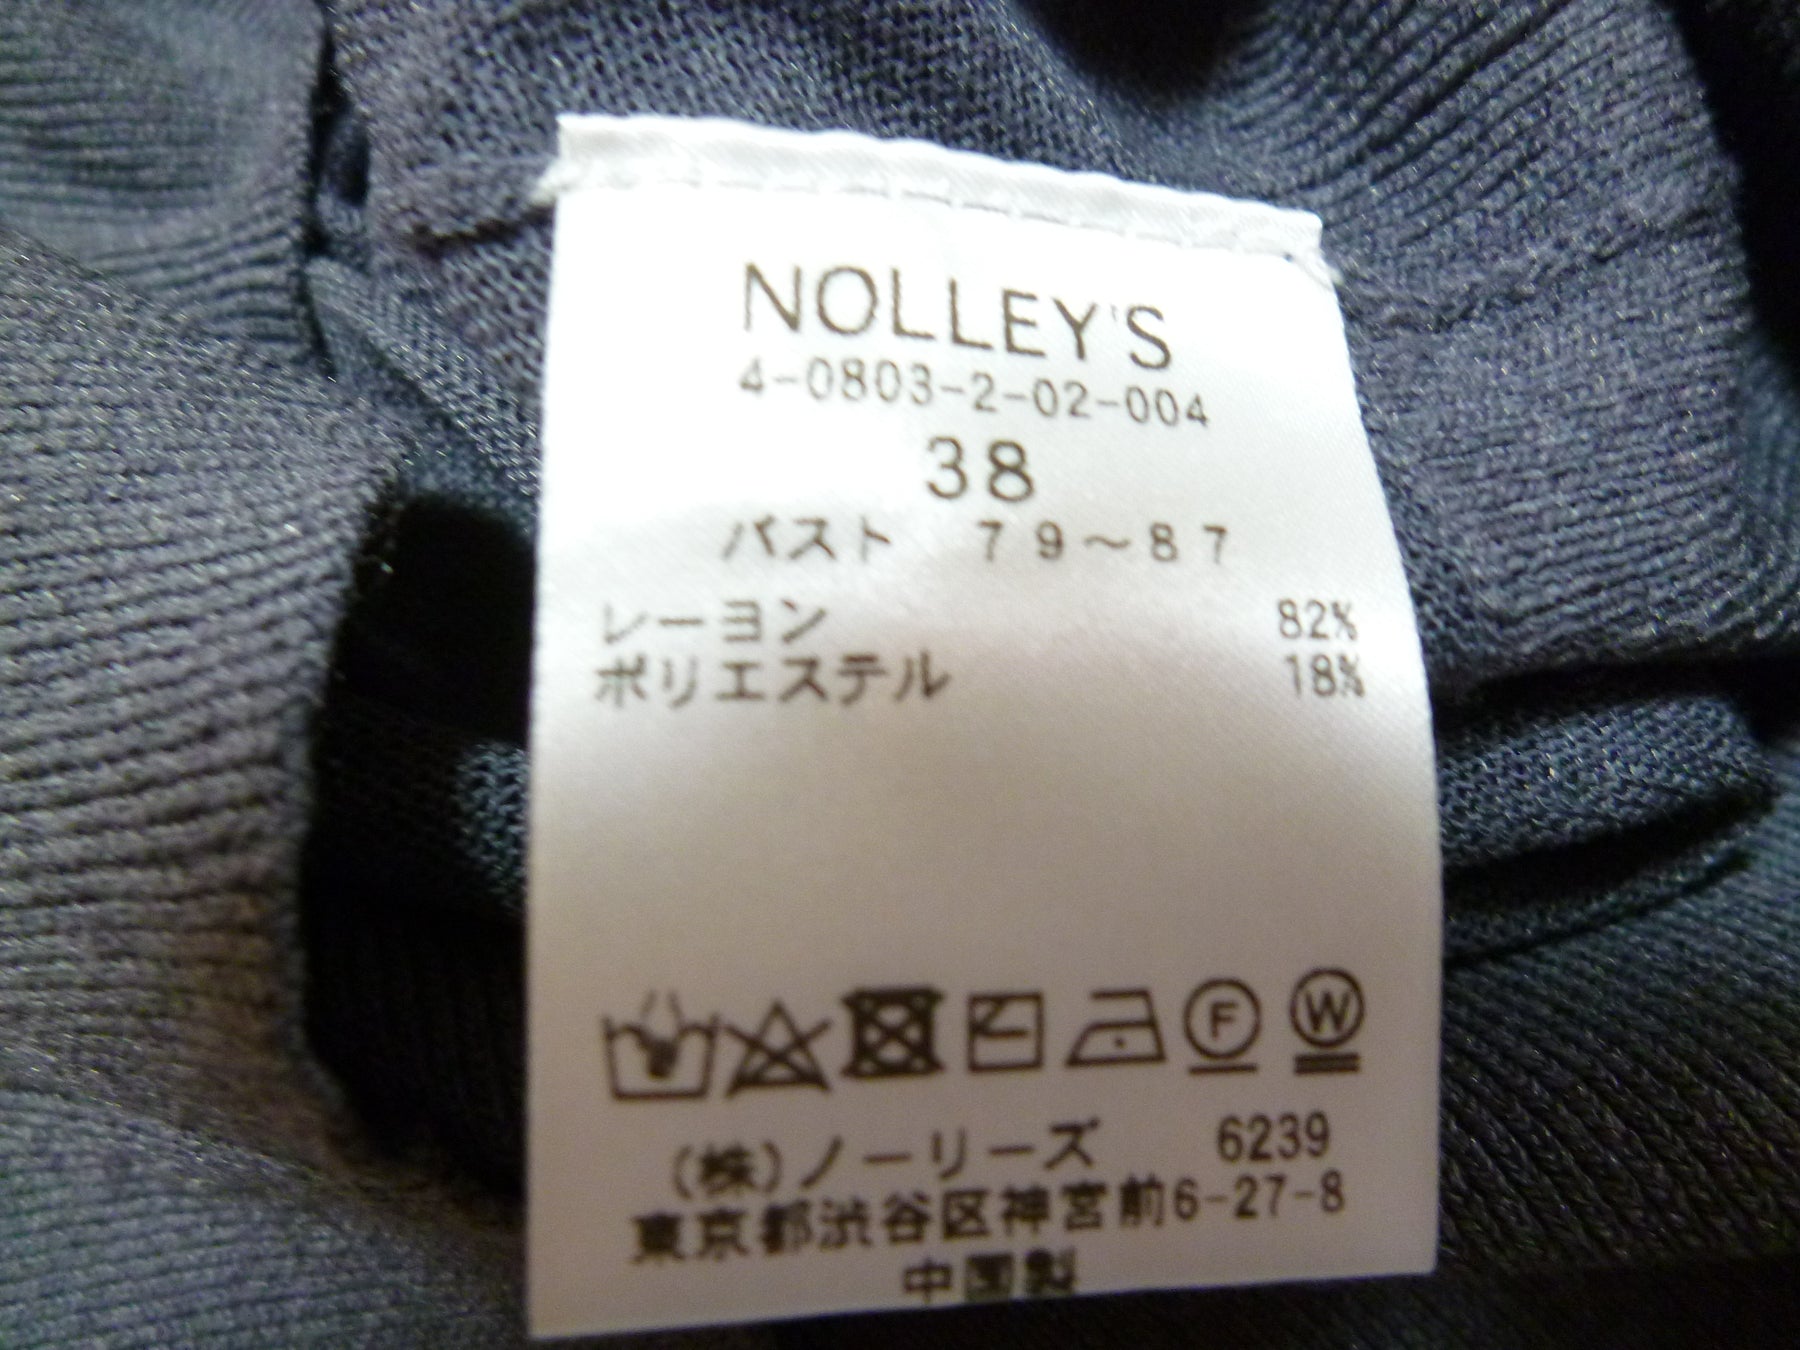 NOLLEY'S
4-0803-2-02-004
38
バスト 79～87
レーヨン 82%
ポリエステル 18%
F W
(株)ノーリーズ 6239
東京都渋谷区神宮前6-27-8
中国製